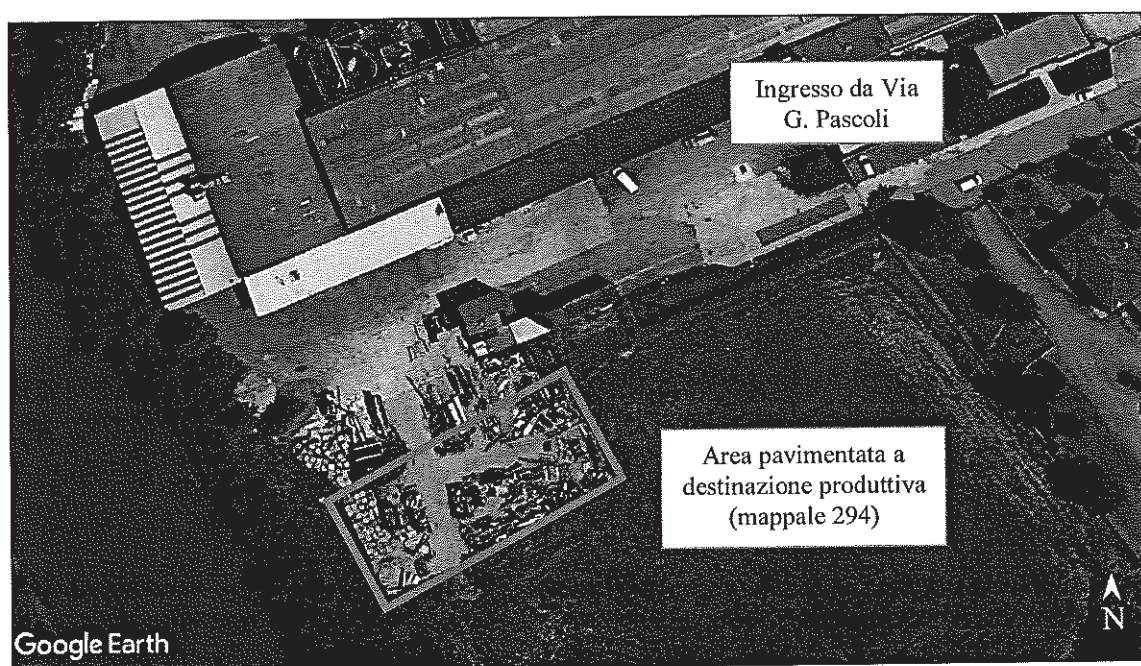 Ingresso da Via
G. Pascoli
Area pavimentata a
destinazione produttiva
(mappale 294)
N
Google Earth